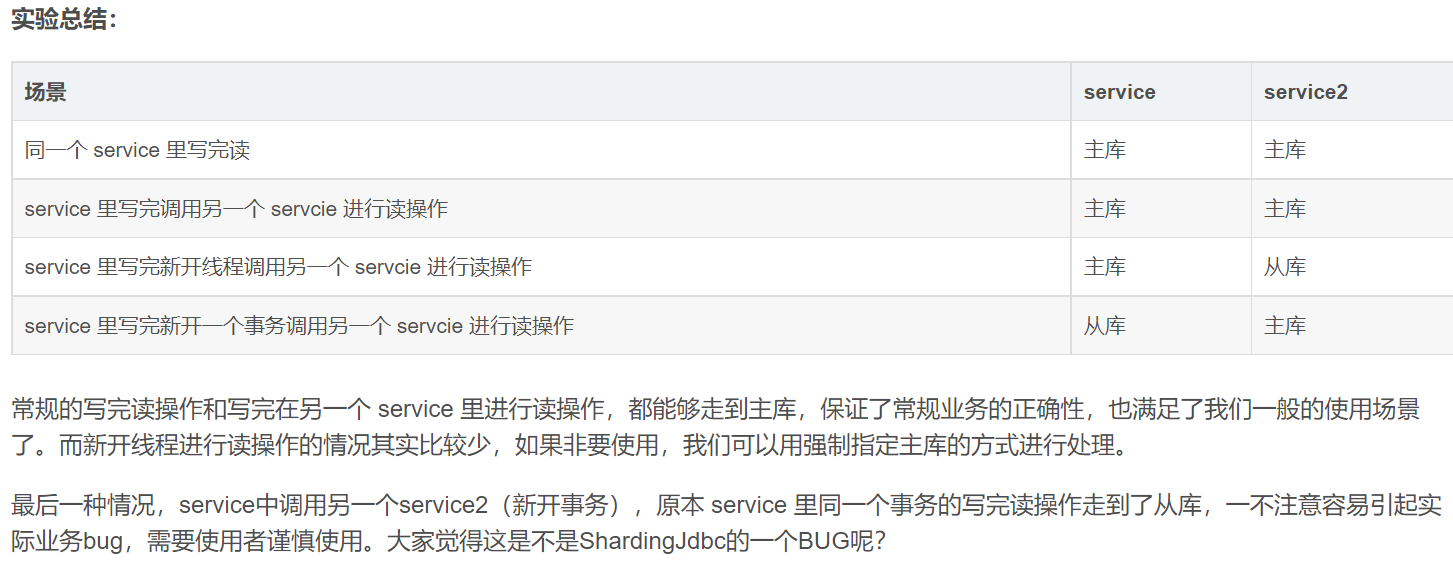 实验总结：
场景 service service2
同一个 service 里写完读 主库 主库
service 里写完调用另一个 servcie 进行读操作 主库 主库
service 里写完新开线程调用另一个 servcie 进行读操作 主库 从库
service 里写完新开一个事务调用另一个 servcie 进行读操作 从库 主库
常规的写完读操作和写完在另一个 service 里进行读操作，都能够走到主库，保证了常规业务的正确性，也满足了我们一般的使用场景
了。而新开线程进行读操作的情况其实比较少，如果非要使用，我们可以用强制指定主库的方式进行处理。
最后一种情况，service中调用另一个service2（新开事务），原本 service 里同一个事务的写完读操作走到了从库，一不注意容易引起实
际业务bug，需要使用者谨慎使用。大家觉得这是不是ShardingJdbc的一个BUG呢？